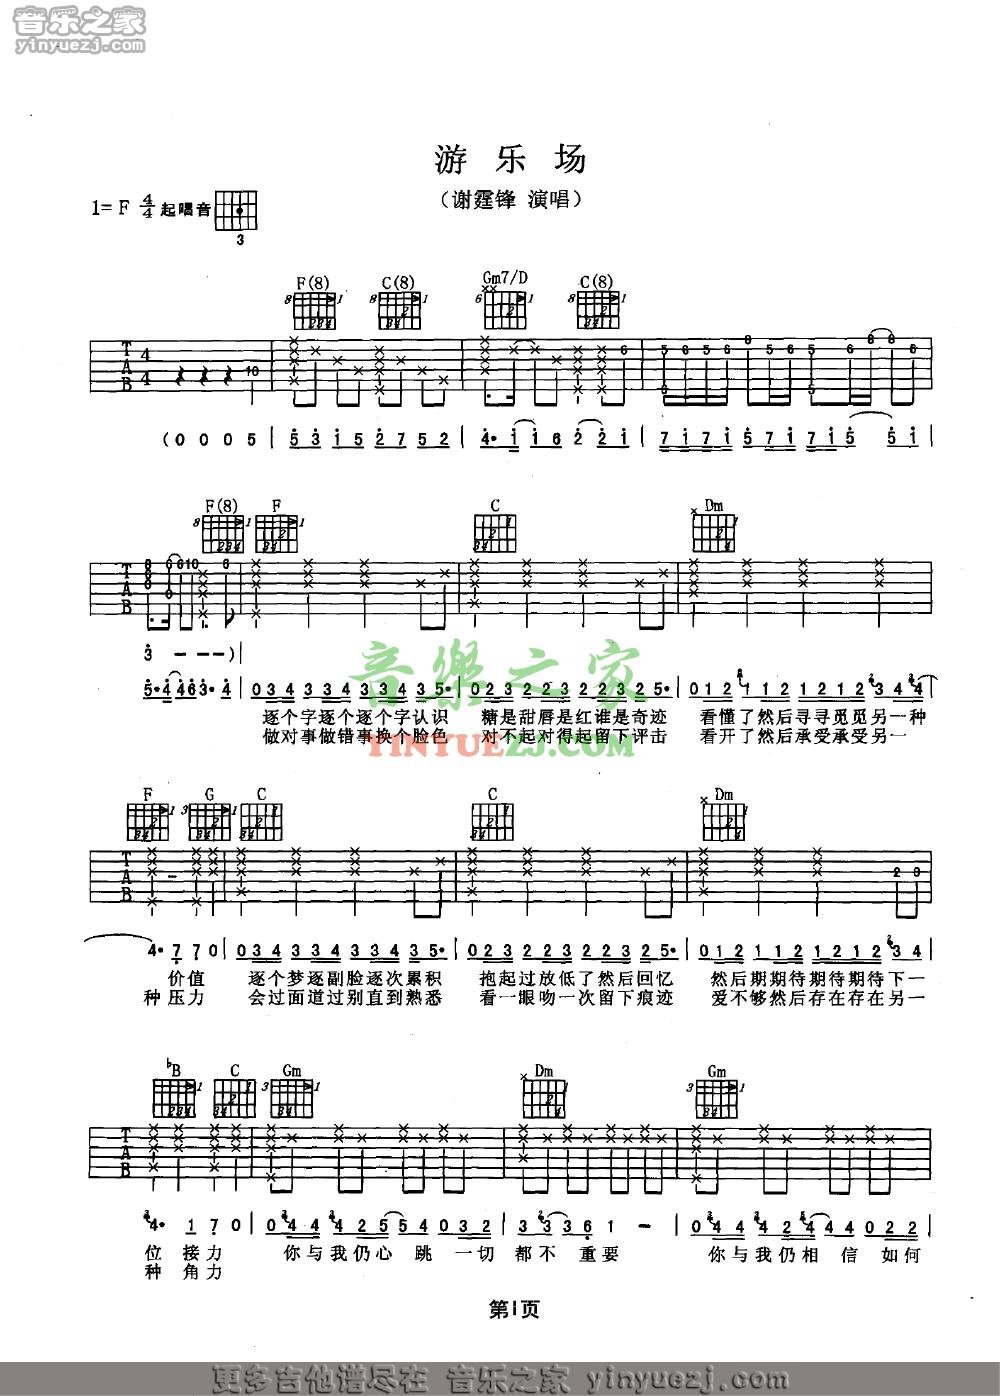 音乐之家
yinyuezj.com
游 乐 场
(谢霆锋 演唱)
1= F 4/4 起唱音
3
F(8) C(8) Gm7/D C(8)
(0 0 0 5 | 5 3 1 5 2 7 5 2 | 4· 1 1 6 2 2 1 | 7 1 7 1 7 5 7 1 7 1 5 5 1 |
F(8) F C Dm
3 - - -)|
5·4 4 6 3·4 | 0 3 4 3 3 4 3 3 4 3 5· | 0 2 3 2 2 3 2 2 3 2 5· | 0 1 2 1 1 2 1 2 1 2 3 4 4
逐个字逐个逐个字认识 糖是甜唇是红谁是奇迹 看懂了然后寻寻觅觅另一种
做对事做错事换个脸色 对不起对得起留下评击 看开了然后承受承受另一
音樂之家
YINYUEZJ.COM
F G C C Dm
4· 7 7 0 | 0 3 4 3 3 4 3 3 4 3 5· | 0 2 3 2 2 3 2 2 3 2 5· | 0 1 2 1 1 2 1 2 1 2 3 4 |
价值 逐个梦逐副脸逐次累积 抱起过放低了然后回忆 然后期期待期待期待下一
种压力 会过面道过别直到熟悉 看一眼吻一次留下痕迹 爱不够然后存在存在另一
bB C Gm Dm Gm
4· 1 7 0 | 0 4 4 4 2 5 5 4 0 3 2 | 3 3 3 6 1 - | 0 4 4 4 2 4 4 0 2 2 |
位 接力 你与我仍心 跳 一切 都不 重要 你与我仍相 信 如何
种 角力
第1页
更多吉他谱尽在 音乐之家 yinyuezj.com